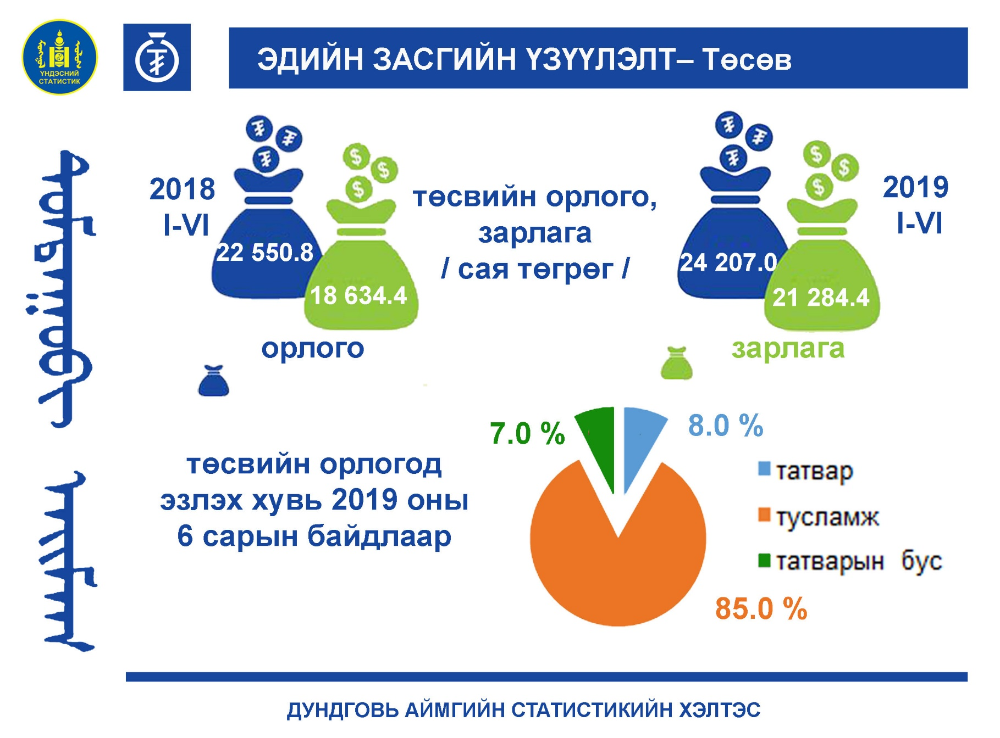 ҮНДЭСНИЙ
СТАТИСТИК
ЭДИЙН ЗАСГИЙН ҮЗҮҮЛЭЛТ– Төсөв
2018
I-VI
22 550.8
18 634.4
төсвийн орлого,
зарлага
/ сая төгрөг /
2019
I-VI
24 207.0
21 284.4
орлого
зарлага
төсвийн орлогод
эзлэх хувь 2019 оны
6 сарын байдлаар
7.0 %
8.0 %
85.0 %
татвар
тусламж
татварын бус
ДУНДГОВЬ АЙМГИЙН СТАТИСТИКИЙН ХЭЛТЭС